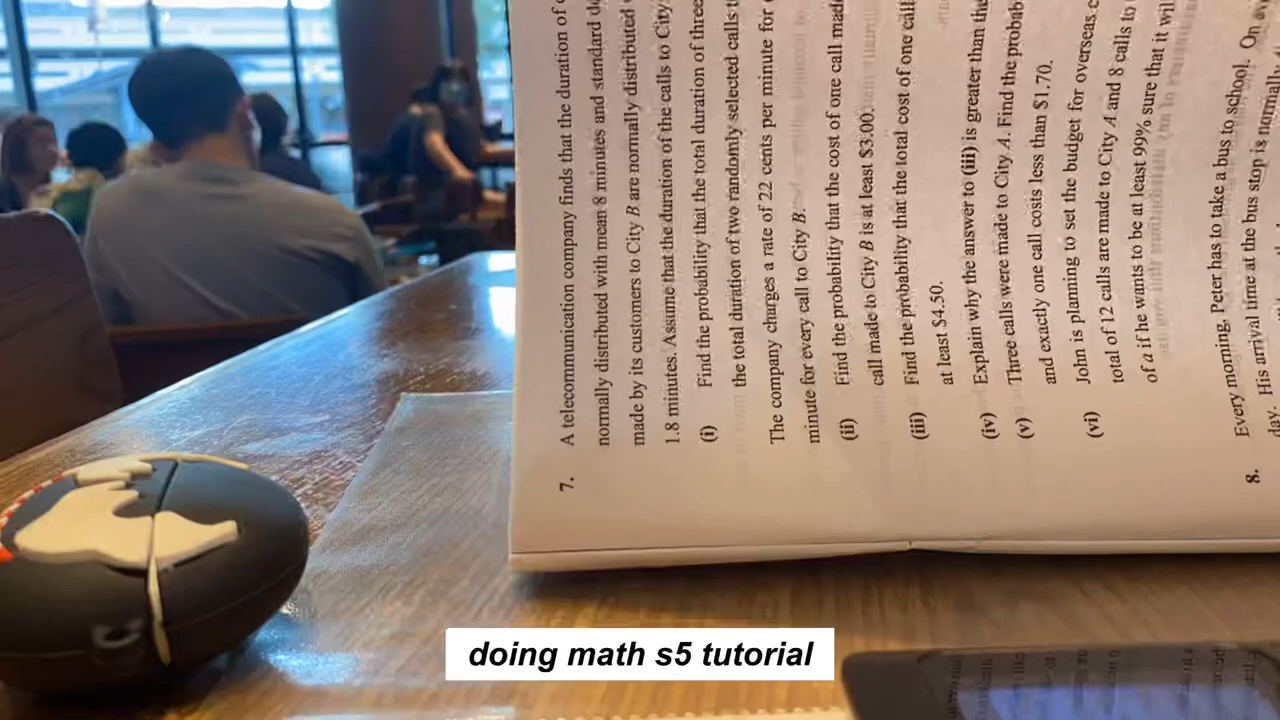 7. A telecommunication company finds that the duration of
normally distributed with mean 8 minutes and standard
made by its customers to City B are normally distributed
1.8 minutes. Assume that the duration of the calls to City
(i) Find the probability that the total duration of three
the total duration of two randomly selected calls
The company charges a rate of 22 cents per minute for
minute for every call to City B.
(ii) Find the probability that the cost of one call made
call made to City B is at least $3.00.
(iii) Find the probability that the total cost of one call
at least $4.50.
(iv) Explain why the answer to (iii) is greater than the
(v) Three calls were made to City A. Find the probab
and exactly one call costs less than $1.70.
(vi) John is planning to set the budget for overseas
total of 12 calls are made to City A and 8 calls to
of a if he wants to be at least 99% sure that it will
8. Every morning, Peter has to take a bus to school. On
day. His arrival time at the bus stop is normally
doing math s5 tutorial